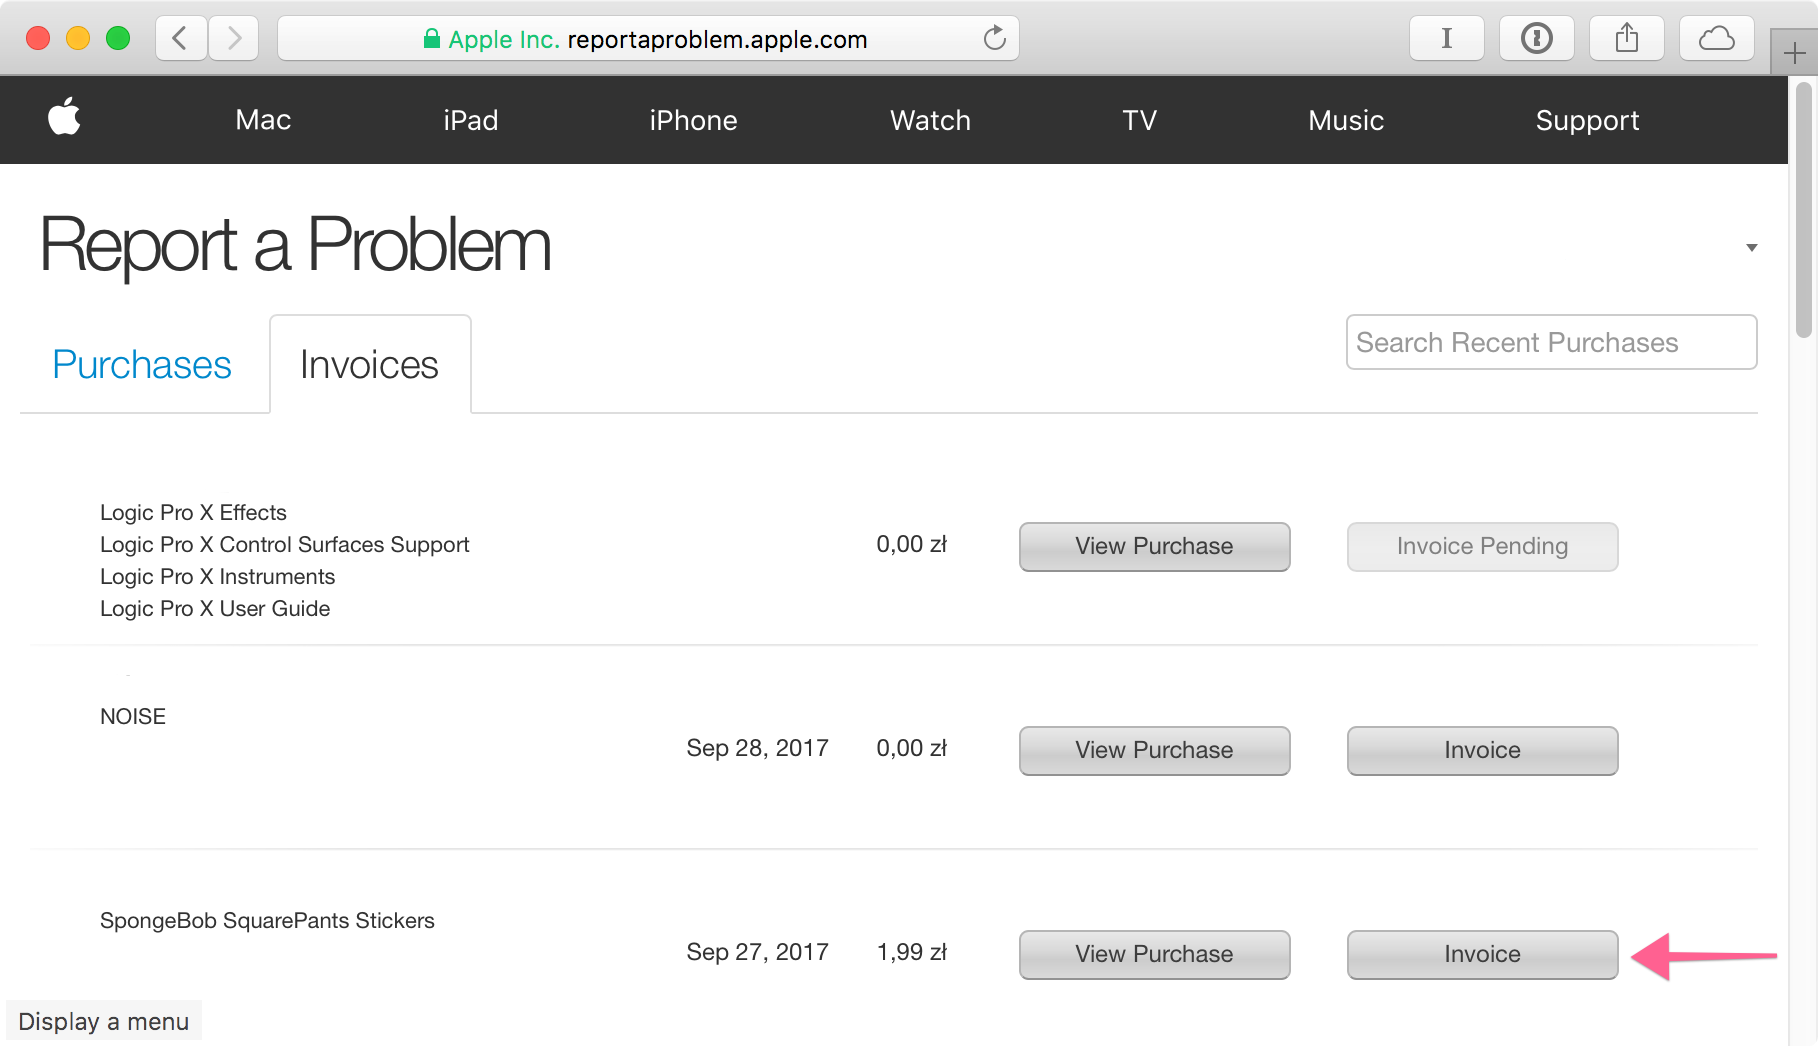 Apple Inc. reportaproblem.apple.com
Mac iPad iPhone Watch TV Music Support
Report a Problem
Purchases Invoices
Search Recent Purchases
Logic Pro X Effects
Logic Pro X Control Surfaces Support
Logic Pro X Instruments
Logic Pro X User Guide
0,00 zł View Purchase Invoice Pending
NOISE
Sep 28, 2017 0,00 zł View Purchase Invoice
SpongeBob SquarePants Stickers
Sep 27, 2017 1,99 zł View Purchase Invoice
Display a menu